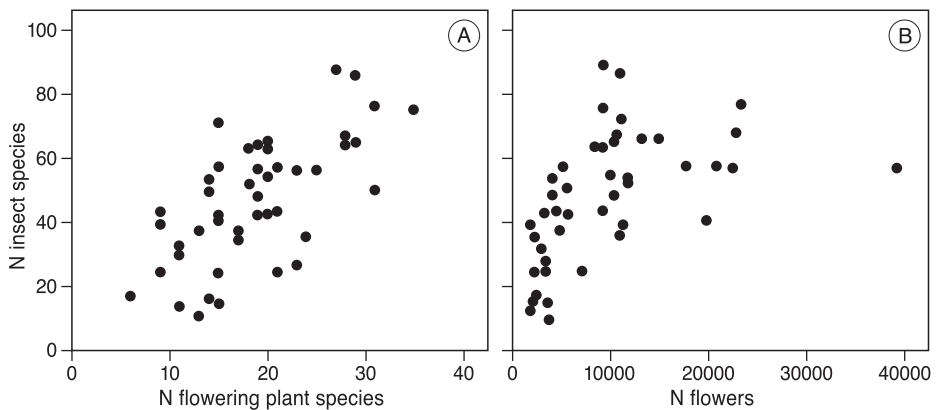 A
B
100
80
60
40
20
0
N insect species
0 10 20 30 40
0 10000 20000 30000 40000
N flowering plant species
N flowers